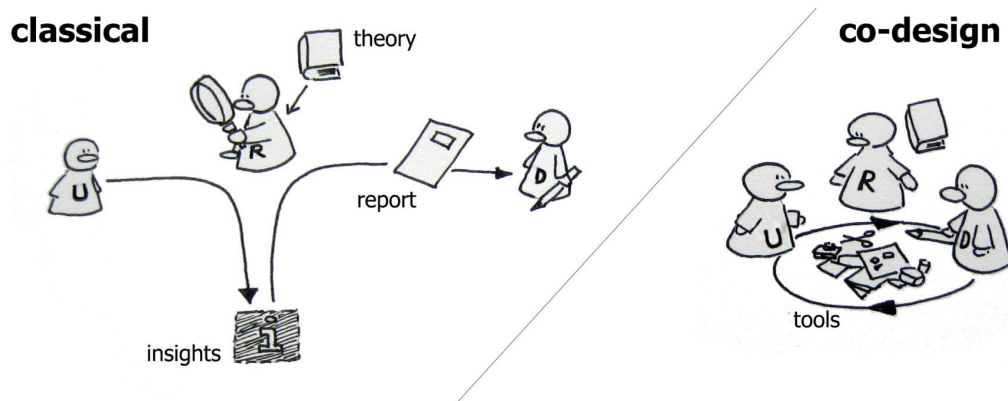 classical
co-design
theory
R
U
D
report
i
insights
R
U
D
tools